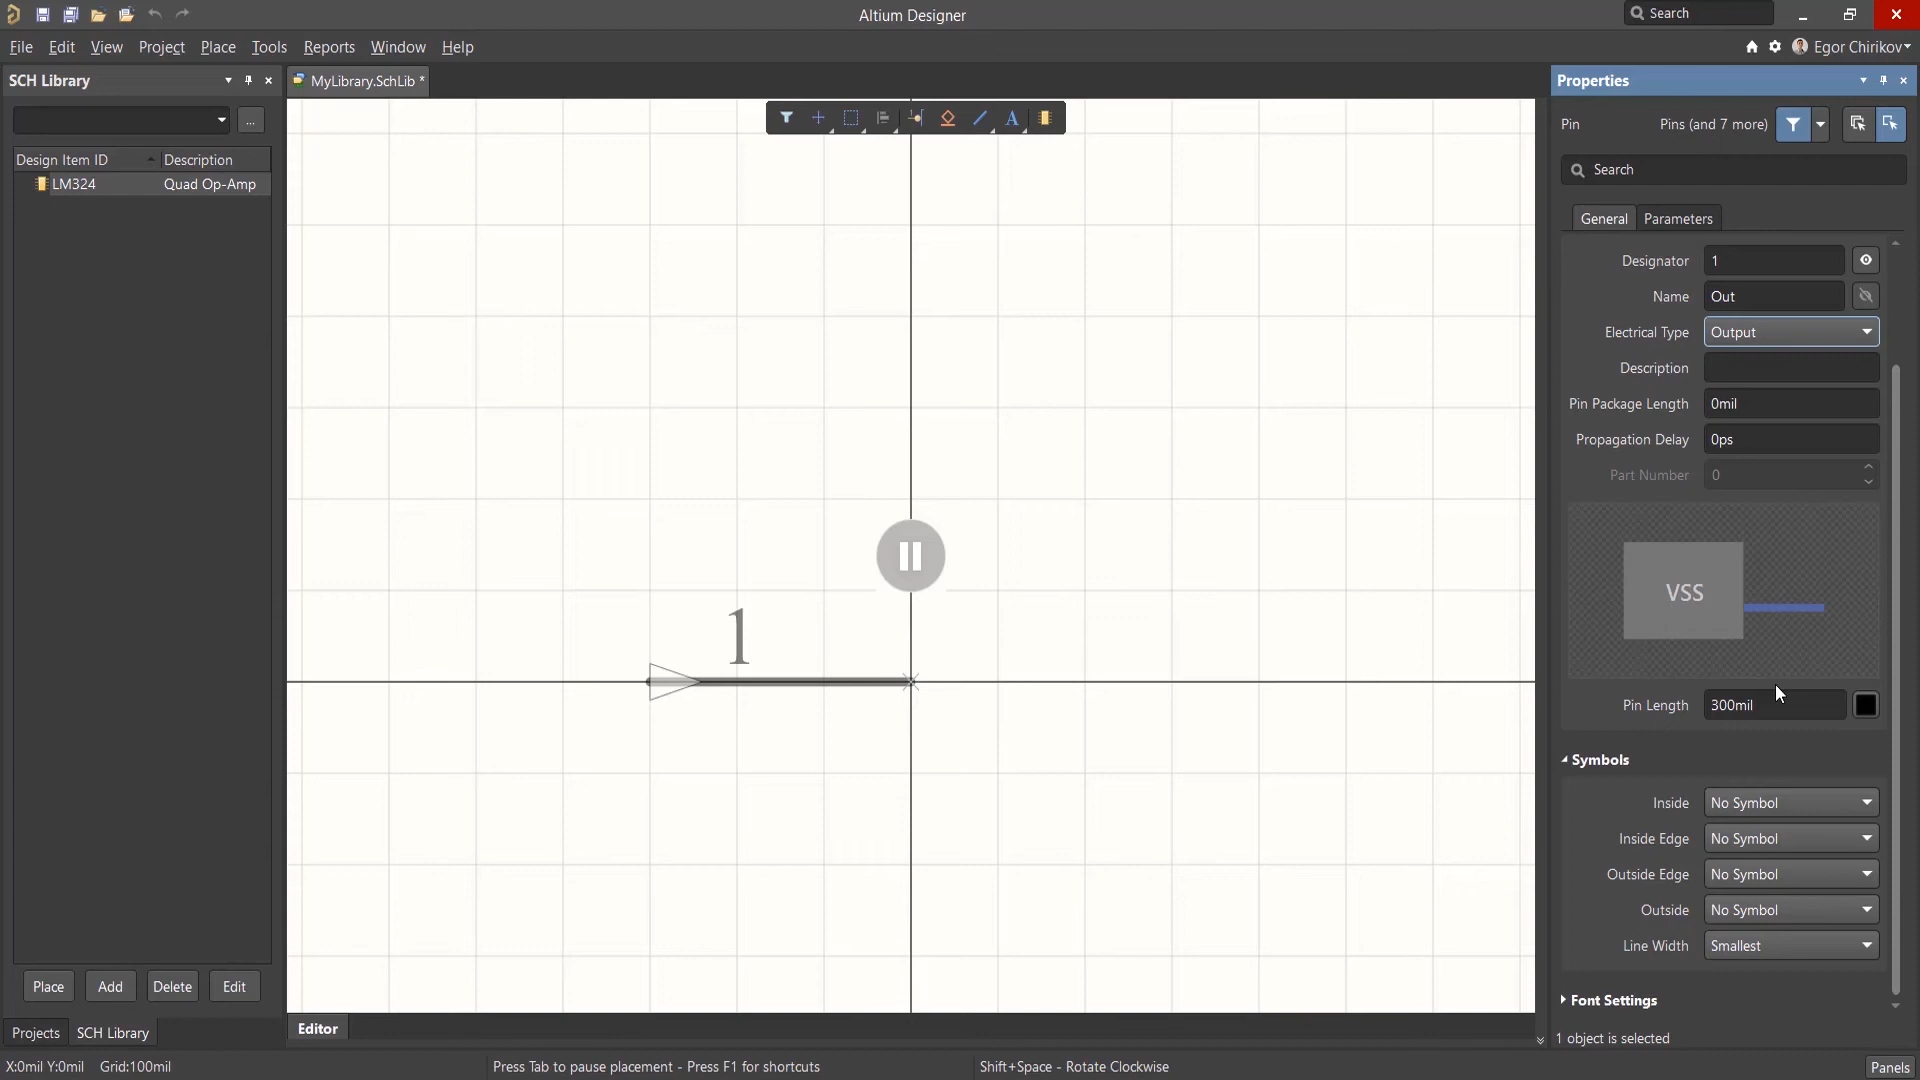 Altium Designer
Search
File Edit View Project Place Tools Reports Window Help
Egor Chirikov
SCH Library
MyLibrary.SchLib *
Properties
...
Pin
Pins (and 7 more)
Search
Design Item ID Description
LM324 Quad Op-Amp
General Parameters
Designator 1
Name Out
Electrical Type Output
Description
Pin Package Length 0mil
Propagation Delay 0ps
Part Number 0
VSS
1
Pin Length 300mil
Symbols
Inside No Symbol
Inside Edge No Symbol
Outside Edge No Symbol
Outside No Symbol
Line Width Smallest
Font Settings
Place Add Delete Edit
Projects SCH Library
Editor
1 object is selected
X:0mil Y:0mil Grid:100mil
Press Tab to pause placement - Press F1 for shortcuts
Shift+Space - Rotate Clockwise
Panels